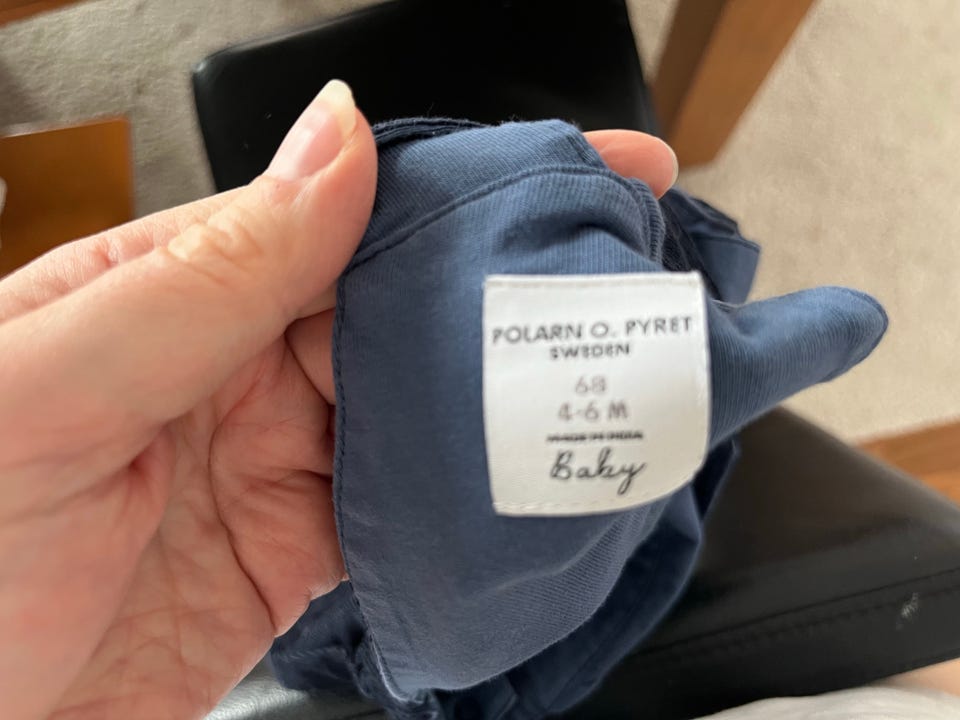 POLARN O. PYRET
SWEDEN
68
4-6 M
MADE IN INDIA
Baby